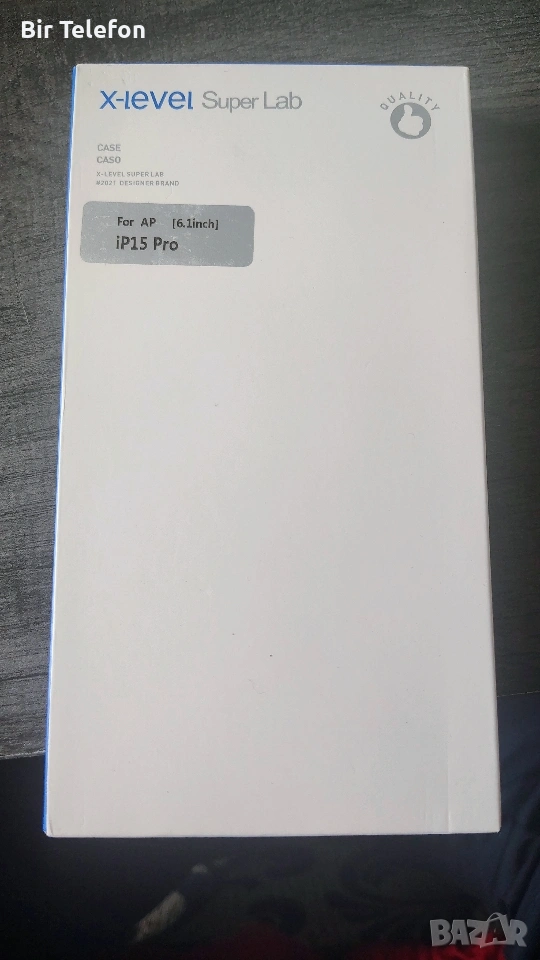 Bir Telefon
X-LEVEL Super Lab
QUALITY
CASE
CASO
X-LEVEL SUPER LAB
#2021 DESIGNER BRAND
For AP [6.1inch]
iP15 Pro
BAZAR